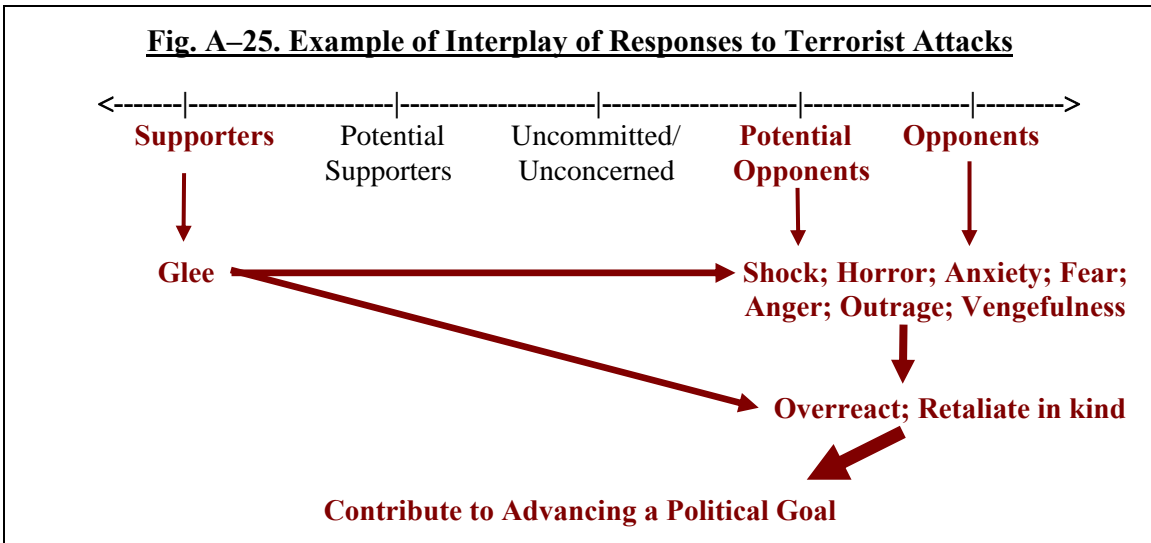 Fig. A–25. Example of Interplay of Responses to Terrorist Attacks
<-------|----------------------|---------------------|---------------------|------------------|--------->
Supporters Potential Uncommitted/ Potential Opponents
Supporters Unconcerned Opponents
Glee Shock; Horror; Anxiety; Fear;
Anger; Outrage; Vengefulness
Overreact; Retaliate in kind
Contribute to Advancing a Political Goal